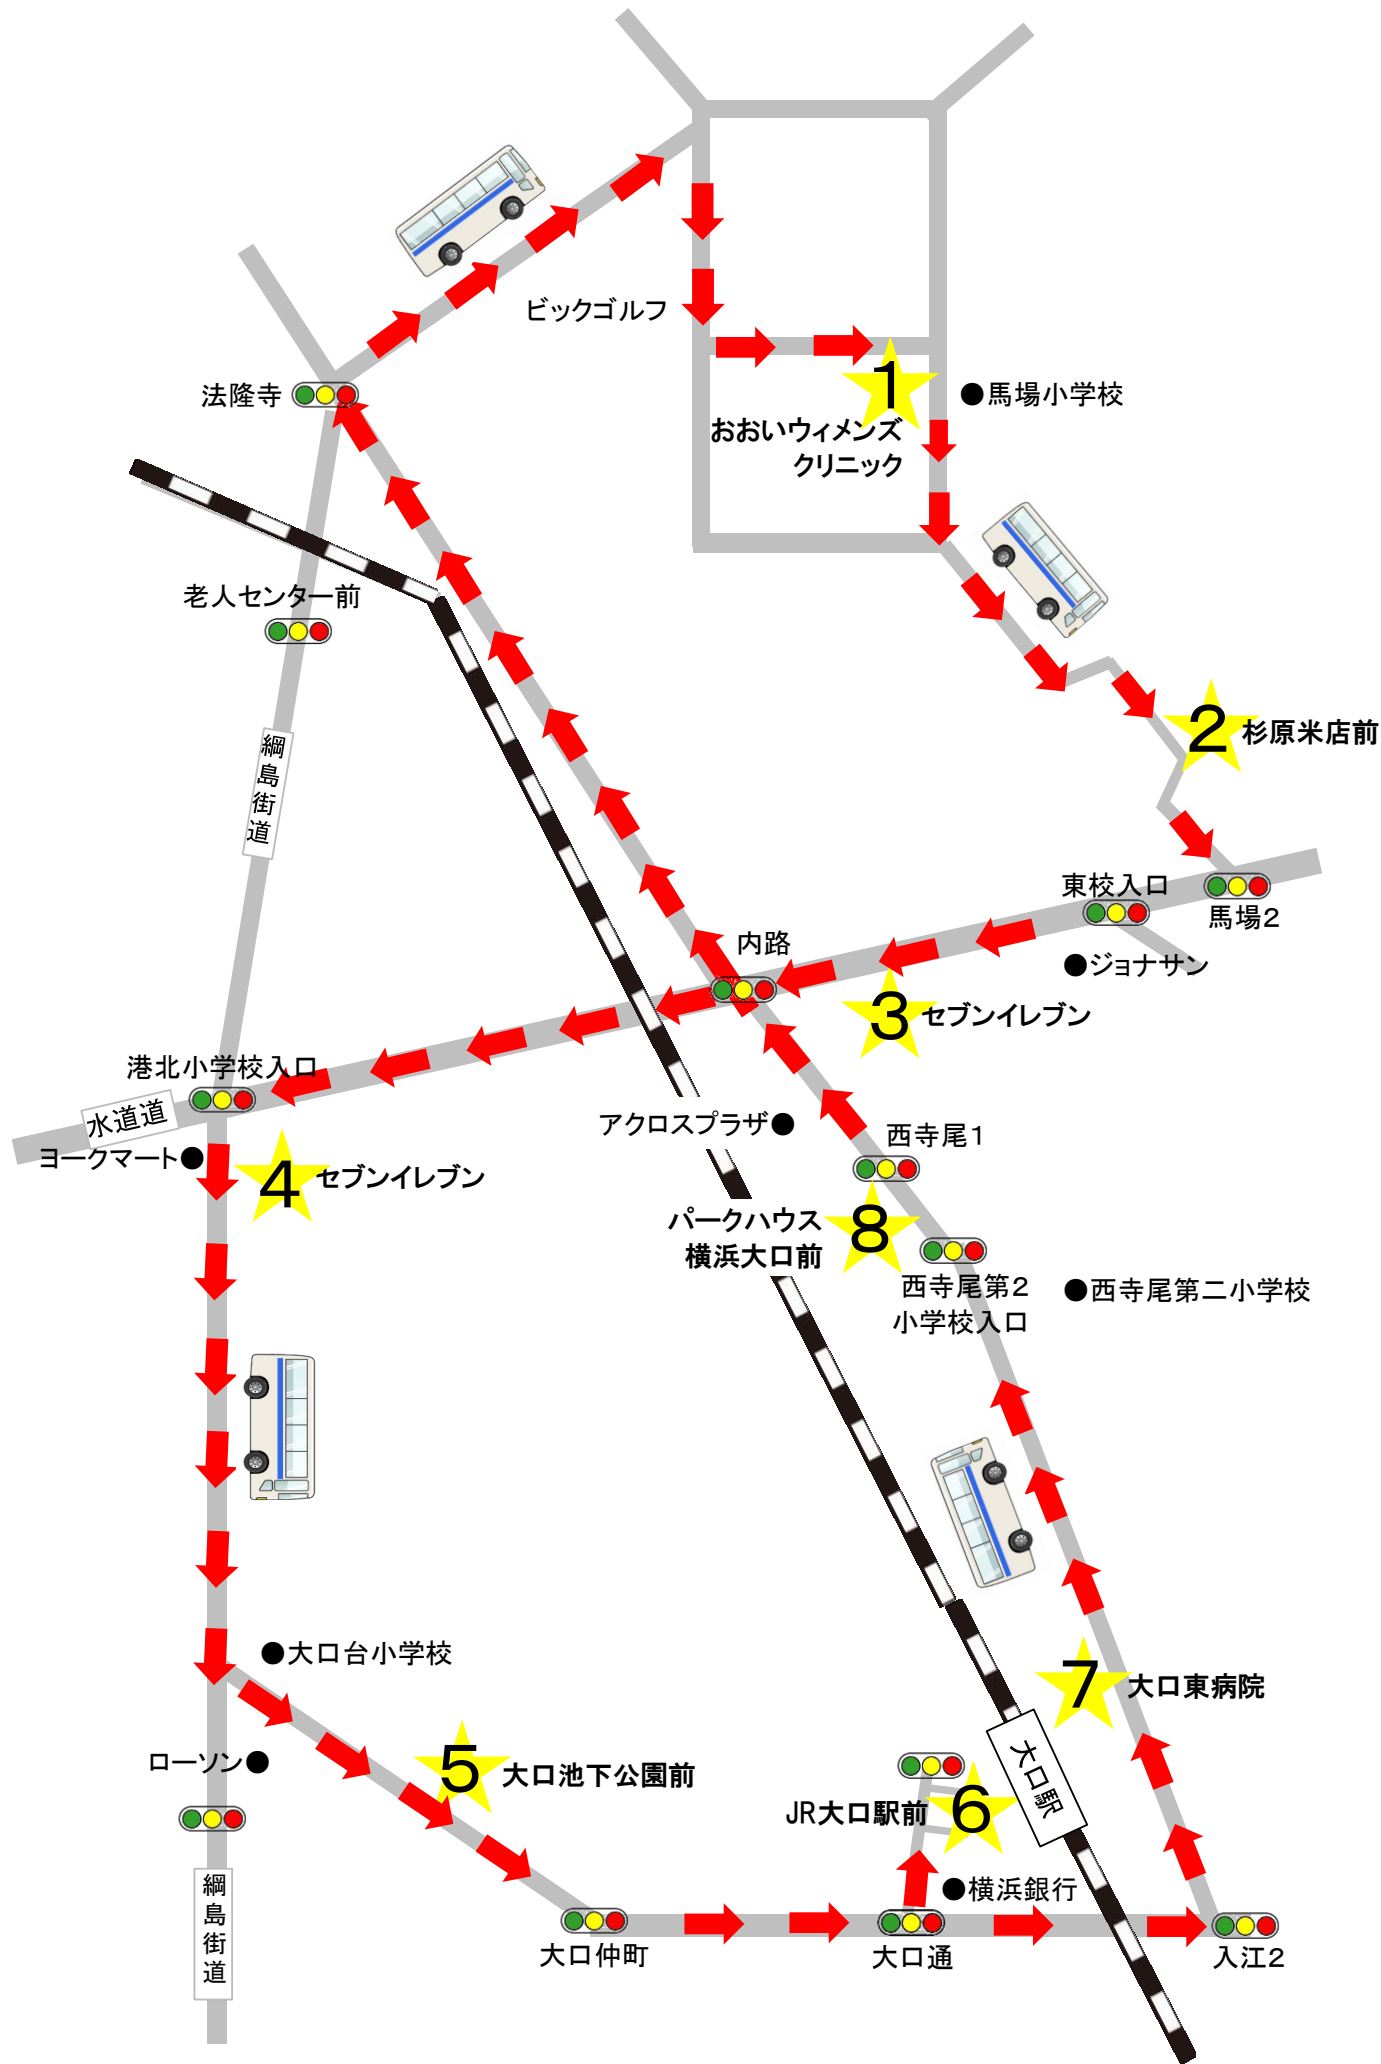 ビックゴルフ
法隆寺
1
●馬場小学校
おおいウィメンズ
クリニック
老人センター前
2
杉原米店前
綱島街道
東校入口
馬場2
内路
●ジョナサン
3
セブンイレブン
港北小学校入口
水道道
アクロスプラザ●
西寺尾1
ヨークマート●
4
セブンイレブン
パークハウス
横浜大口前
8
西寺尾第2
小学校入口
●西寺尾第二小学校
●大口台小学校
7
大口東病院
ローソン●
5
大口池下公園前
大口駅
JR大口駅前
6
綱島街道
●横浜銀行
大口仲町
大口通
入江2